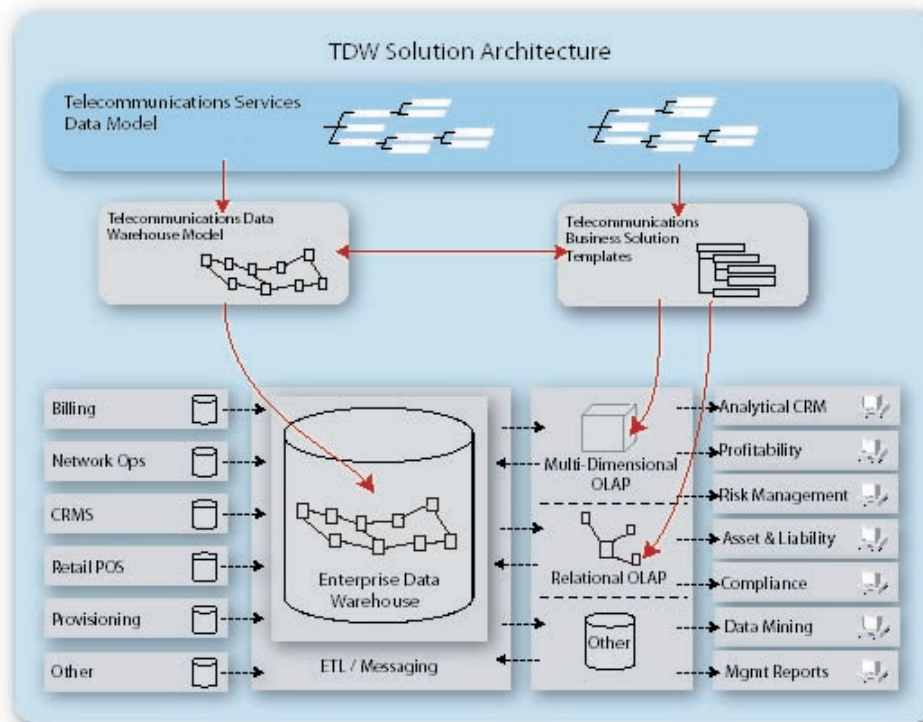 TDW Solution Architecture
Telecommunications Services
Data Model
Telecommunications Data
Warehouse Model
Telecommunications
Business Solution
Templates
Billing
Network Ops
CRMS
Retail POS
Provisioning
Other
Enterprise Data
Warehouse
ETL / Messaging
Multi-Dimensional
OLAP
Relational OLAP
Other
Analytical CRM
Profitability
Risk Management
Asset & Liability
Compliance
Data Mining
Mgmt Reports